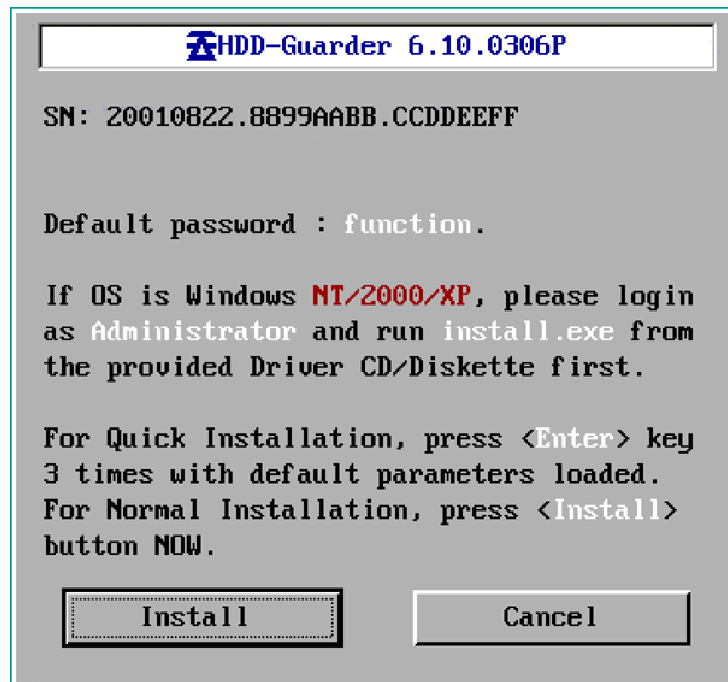 HDD-Guarder 6.10.0306P
SN: 20010822.8899AABB.CCDDEEFF
Default password : function.
If OS is Windows NT/2000/XP, please login
as Administrator and run install.exe from
the provided Driver CD/Diskette first.
For Quick Installation, press <Enter> key
3 times with default parameters loaded.
For Normal Installation, press <Install>
button NOW.
Install Cancel